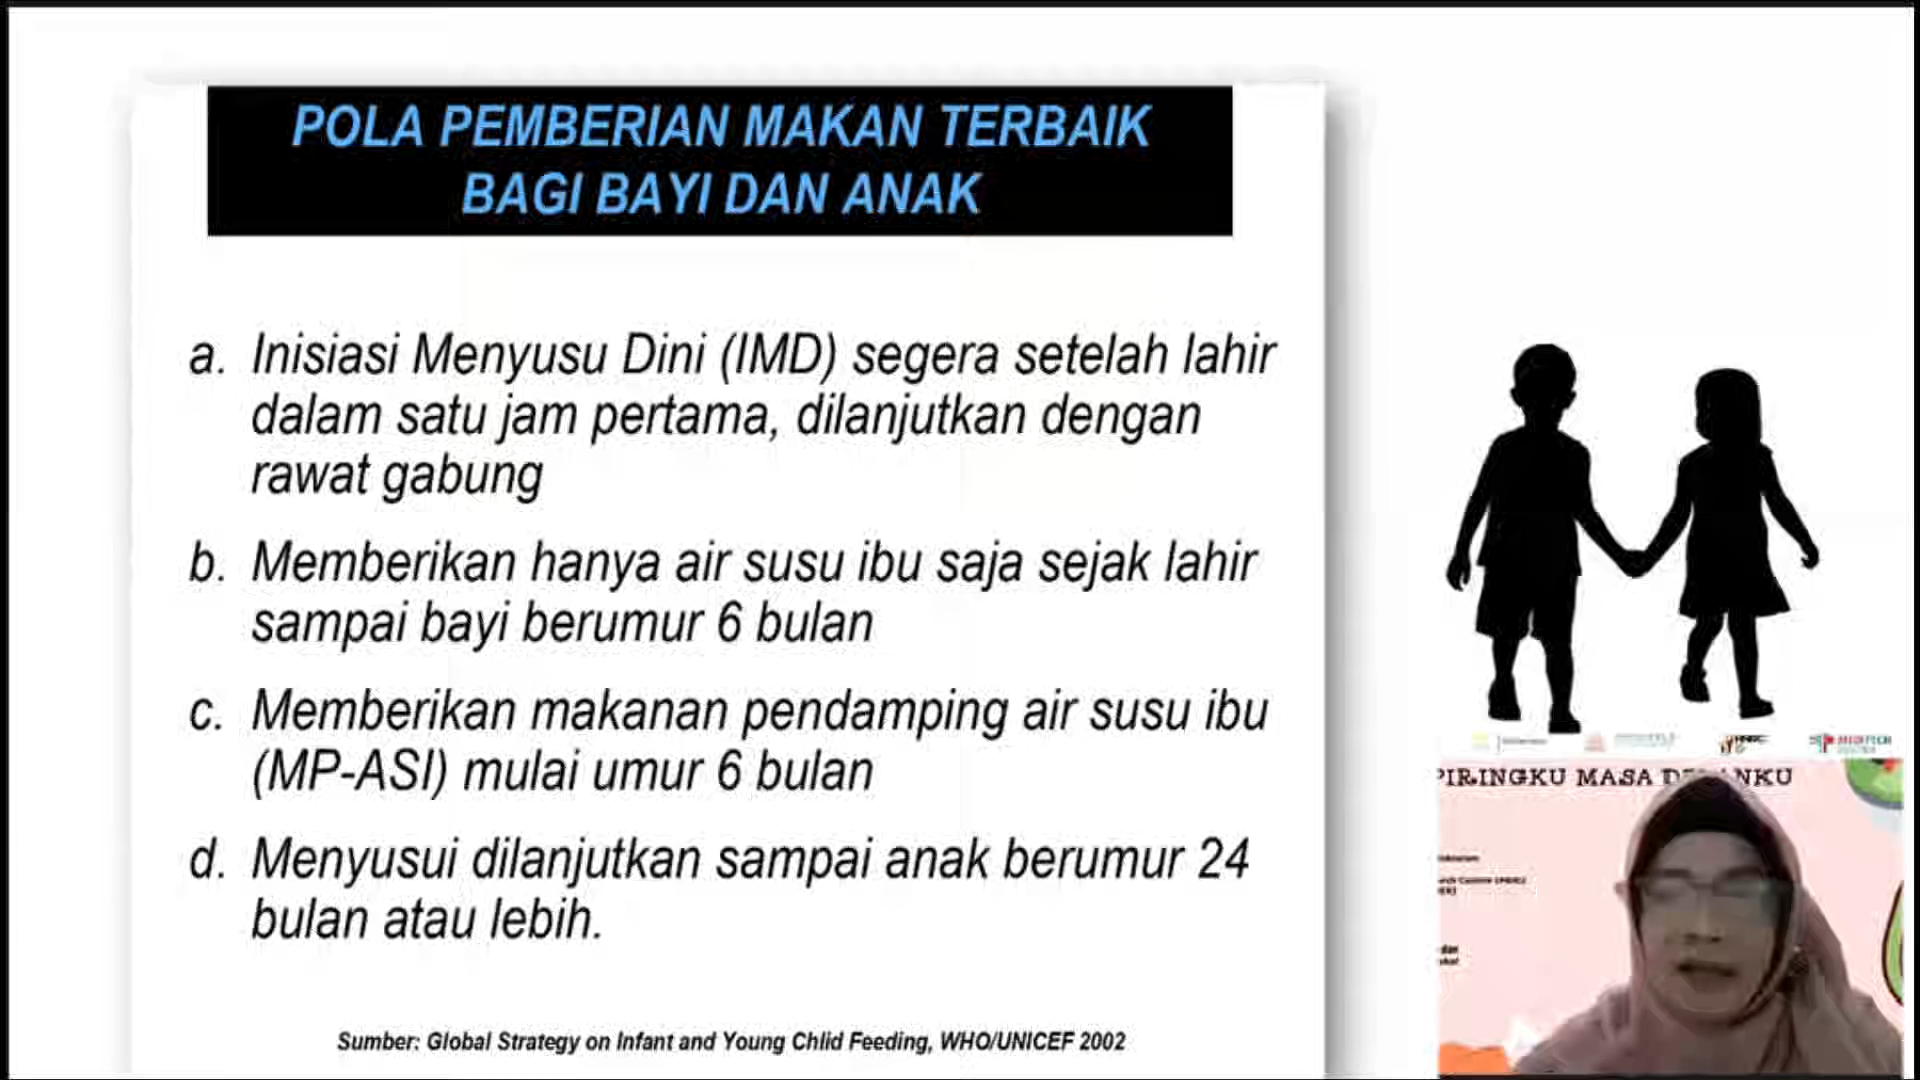 POLA PEMBERIAN MAKAN TERBAIK
BAGI BAYI DAN ANAK
a. Inisiasi Menyusu Dini (IMD) segera setelah lahir
dalam satu jam pertama, dilanjutkan dengan
rawat gabung
b. Memberikan hanya air susu ibu saja sejak lahir
sampai bayi berumur 6 bulan
c. Memberikan makanan pendamping air susu ibu
(MP-ASI) mulai umur 6 bulan
d. Menyusui dilanjutkan sampai anak berumur 24
bulan atau lebih.
Sumber: Global Strategy on Infant and Young Chlid Feeding, WHO/UNICEF 2002
PIRINGKU MASA
dan